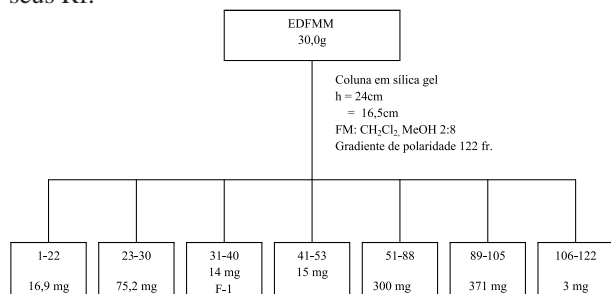 seus Rf.
EDFMM
30,0g
Coluna em sílica gel
h = 24cm
= 16,5cm
FM: CH₂Cl₂, MeOH 2:8
Gradiente de polaridade 122 fr.
1-22
16,9 mg
23-30
75,2 mg
31-40
14 mg
F-1
41-53
15 mg
51-88
300 mg
89-105
371 mg
106-122
3 mg